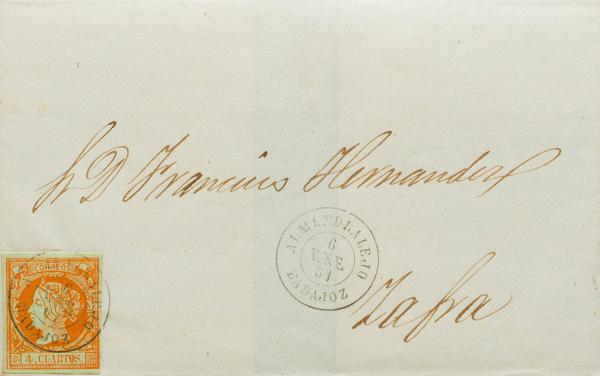 Sr D Francisco Hernandez
ALMENDRALEJO
6
ENE
61
BADAJOZ
Zafra
CORREOS
4 CUARTOS.